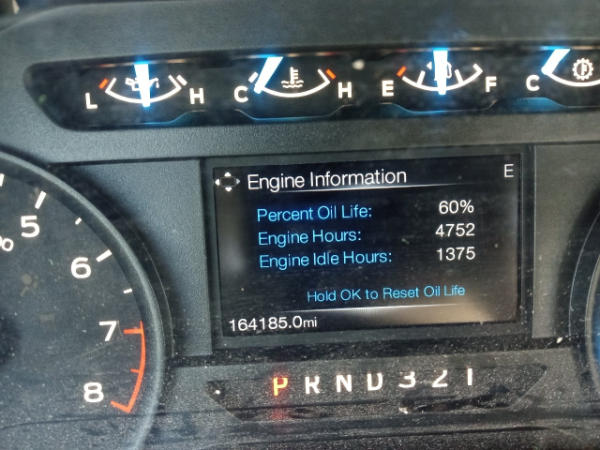 L H C H E F C
Engine Information E
Percent Oil Life: 60%
Engine Hours: 4752
Engine Idle Hours: 1375
Hold OK to Reset Oil Life
164185.0mi
5
6
7
8
P R N D 3 2 1